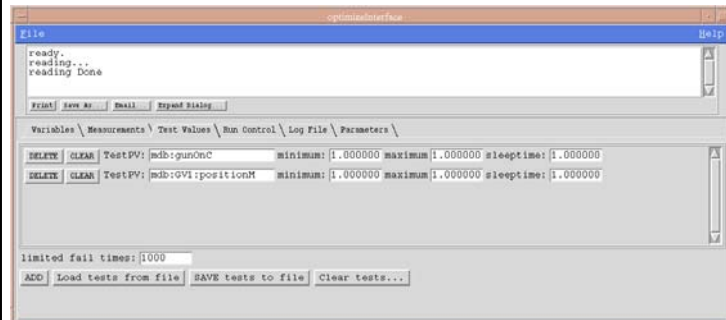 optimizeInterface
File Help
ready.
reading...
reading Done
Print Save As... Email... Expand Dialog...
Variables \ Measurements \ Test Values \ Run Control \ Log File \ Parameters \
DELETE CLEAR TestPV: mdb:gunOnC minimum: 1.000000 maximum 1.000000 sleeptime: 1.000000
DELETE CLEAR TestPV: mdb:GV1:positionM minimum: 1.000000 maximum 1.000000 sleeptime: 1.000000
limited fail times: 1000
ADD Load tests from file SAVE tests to file Clear tests...